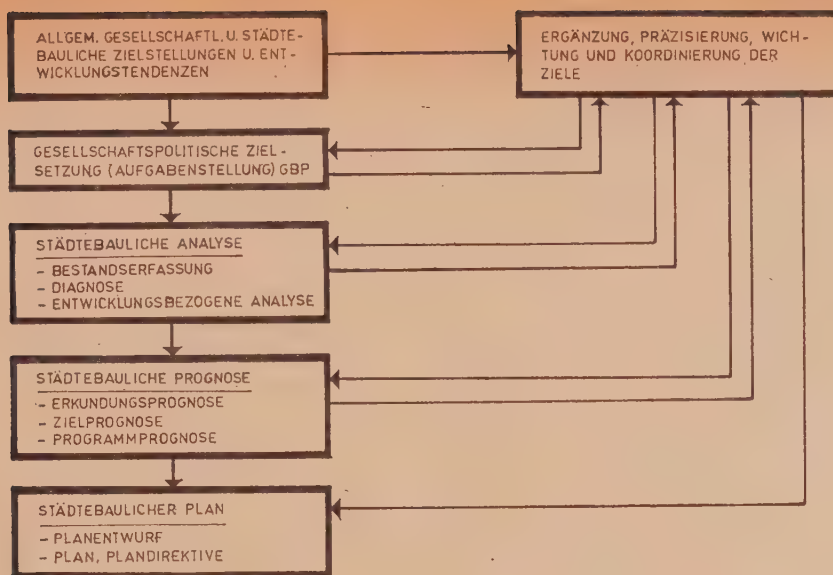 ALLGEM. GESELLSCHAFTL. U. STÄDTE-
BAULICHE ZIELSTELLUNGEN U. ENT-
WICKLUNGSTENDENZEN
ERGÄNZUNG, PRÄZISIERUNG, WICH-
TUNG UND KOORDINIERUNG DER
ZIELE
GESELLSCHAFTSPOLITISCHE ZIEL-
SETZUNG (AUFGABENSTELLUNG) GBP
STÄDTEBAULICHE ANALYSE
- BESTANDSERFASSUNG
- DIAGNOSE
- ENTWICKLUNGSBEZOGENE ANALYSE
STÄDTEBAULICHE PROGNOSE
- ERKUNDUNGSPROGNOSE
- ZIELPROGNOSE
- PROGRAMMPROGNOSE
STÄDTEBAULICHER PLAN
- PLANENTWURF
- PLAN, PLANDIREKTIVE